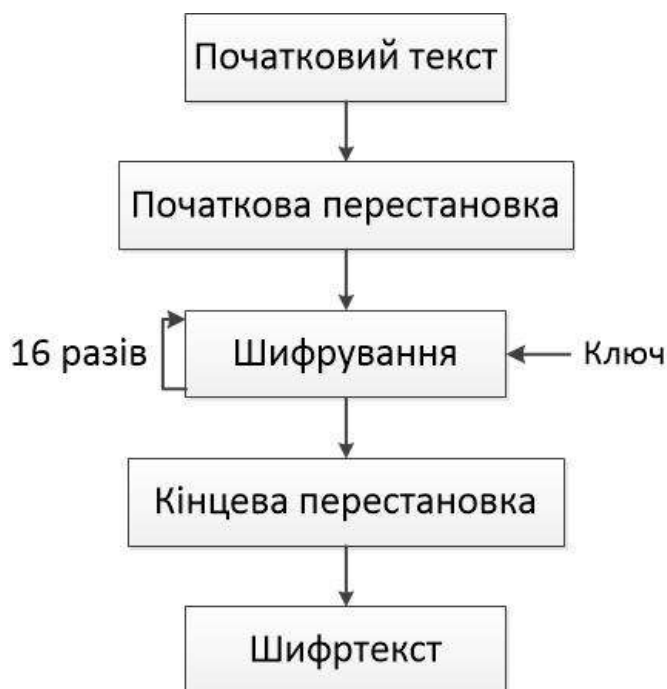 Початковий текст
Початкова перестановка
16 разів
Шифрування
Ключ
Кінцева перестановка
Шифртекст